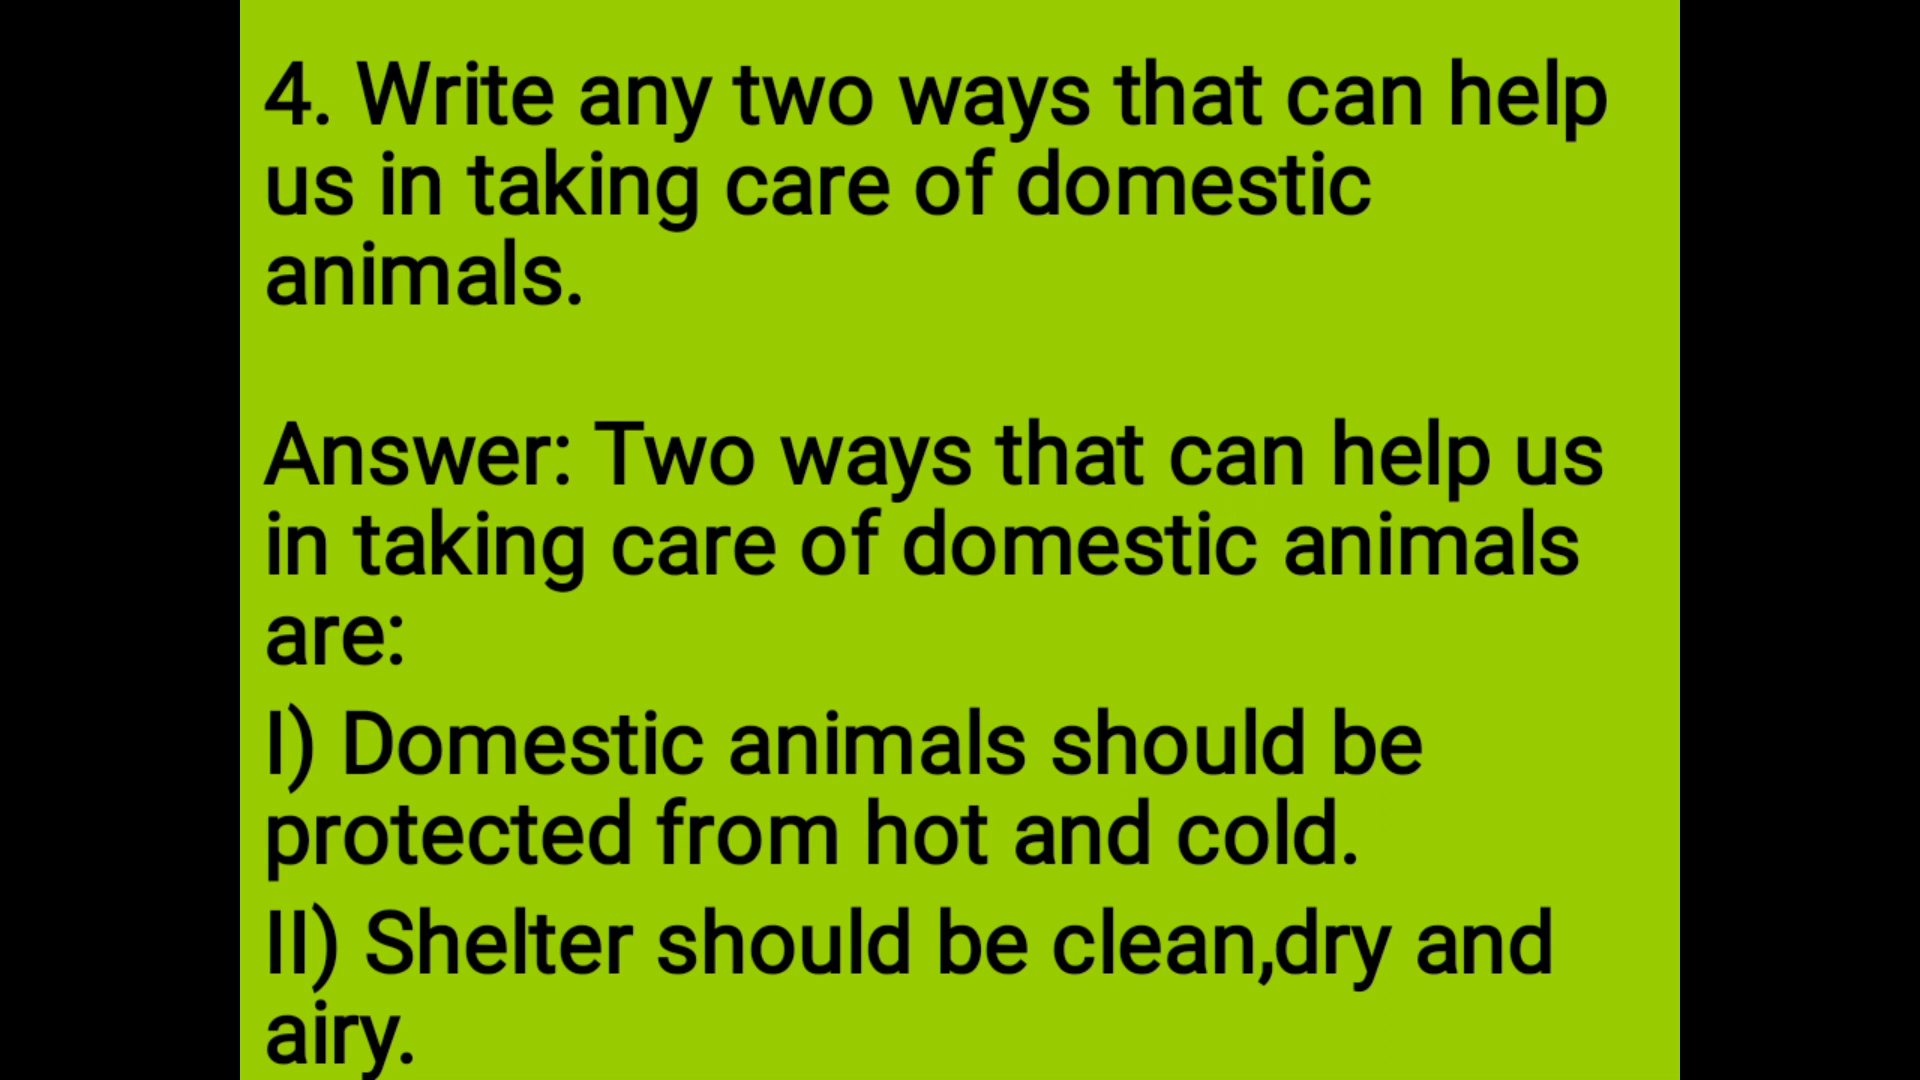 4. Write any two ways that can help
us in taking care of domestic
animals.
Answer: Two ways that can help us
in taking care of domestic animals
are:
I) Domestic animals should be
protected from hot and cold.
II) Shelter should be clean,dry and
airy.